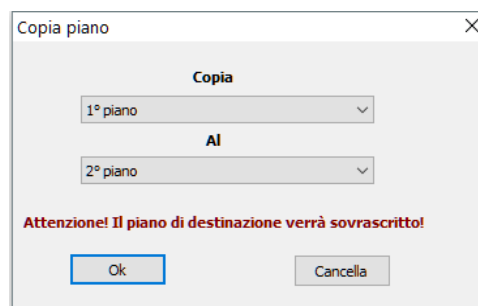 Copia piano
Copia
1° piano
Al
2° piano
Attenzione! Il piano di destinazione verrà sovrascritto!
Ok
Cancella